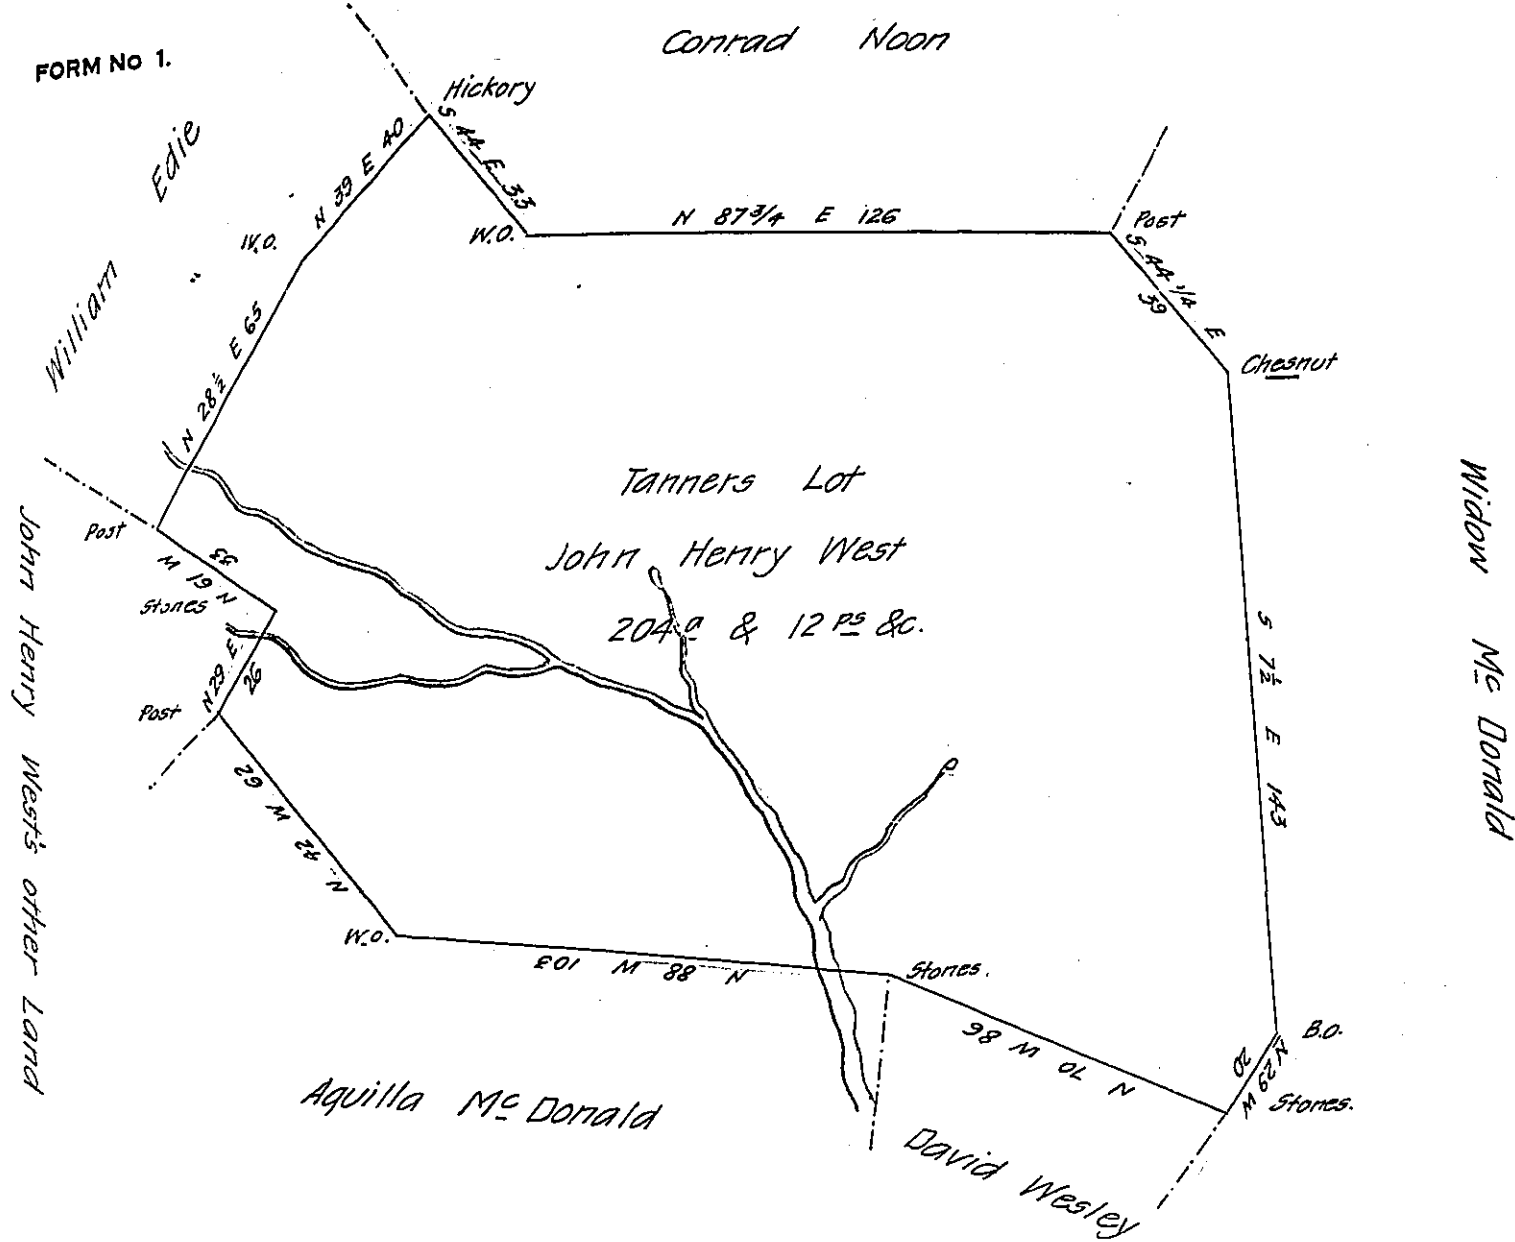 FORM No 1.
Conrad Noon
Hickory
William Edie
N 39 E 40
S 44 E 33
W.O.
W.O.
N 87 3/4 E 126
Post
S 44 1/4 E
39
Chesnut
N 28 1/2 E 65
Tanners Lot
John Henry West
204 a & 12 ps &c.
Post
N 61 W
33
Stones
N 29 E.
26
Post
John Henry West's other Land
Widow Mc Donald
S 7 1/2 E 143
N 42 W 62
W.O.
N 88 W 103
Stones.
N 70 W 86
B.O.
N 29 W
20
Stones.
Aquilla Mc Donald
David Wesley